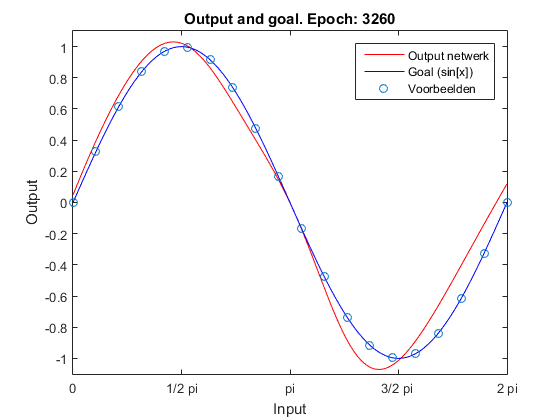 Output and goal. Epoch: 3260
Output netwerk
Goal (sin[x])
Voorbeelden
1
0.8
0.6
0.4
0.2
0
-0.2
-0.4
-0.6
-0.8
-1
Output
0 1/2 pi pi 3/2 pi 2 pi
Input